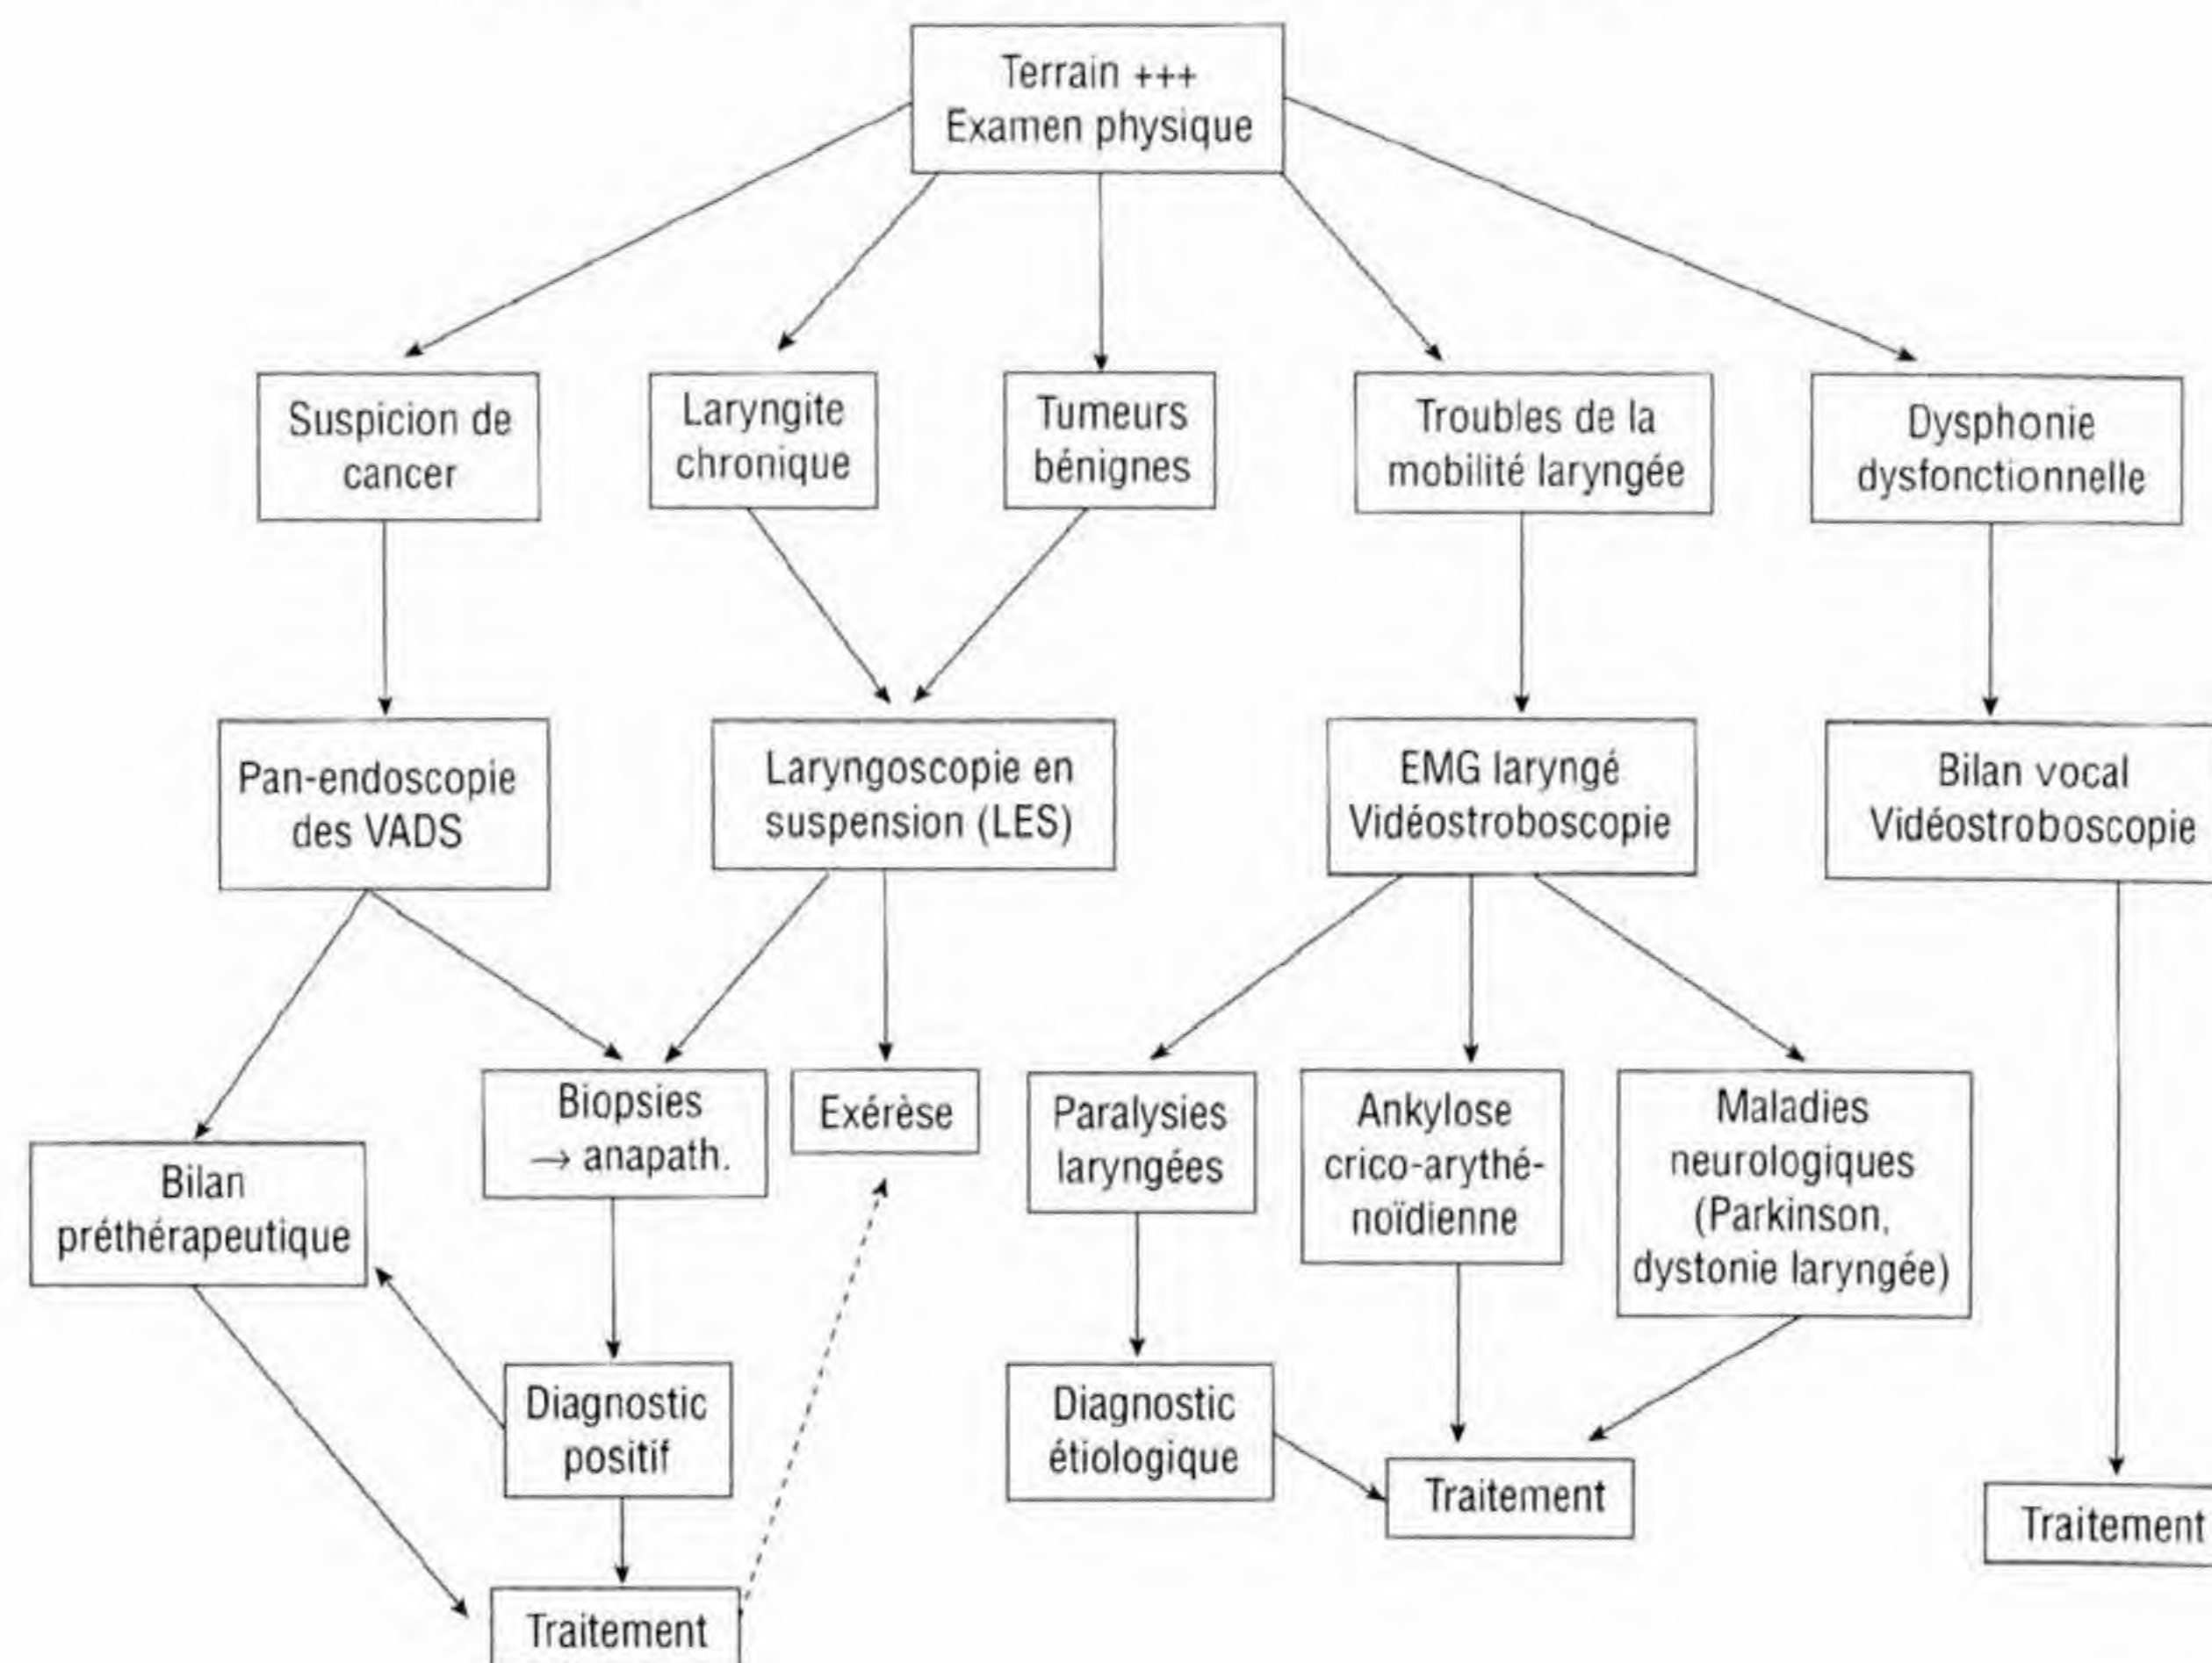 Terrain +++
Examen physique
Suspicion de
cancer
Laryngite
chronique
Tumeurs
bénignes
Troubles de la
mobilité laryngée
Dysphonie
dysfonctionnelle
Pan-endoscopie
des VADS
Laryngoscopie en
suspension (LES)
EMG laryngé
Vidéostroboscopie
Bilan vocal
Vidéostroboscopie
Bilan
préthérapeutique
Biopsies
→ anapath.
Exérèse
Paralysies
laryngées
Ankylose
crico-arythé-
noïdienne
Maladies
neurologiques
(Parkinson,
dystonie laryngée)
Diagnostic
positif
Diagnostic
étiologique
Traitement
Traitement
Traitement